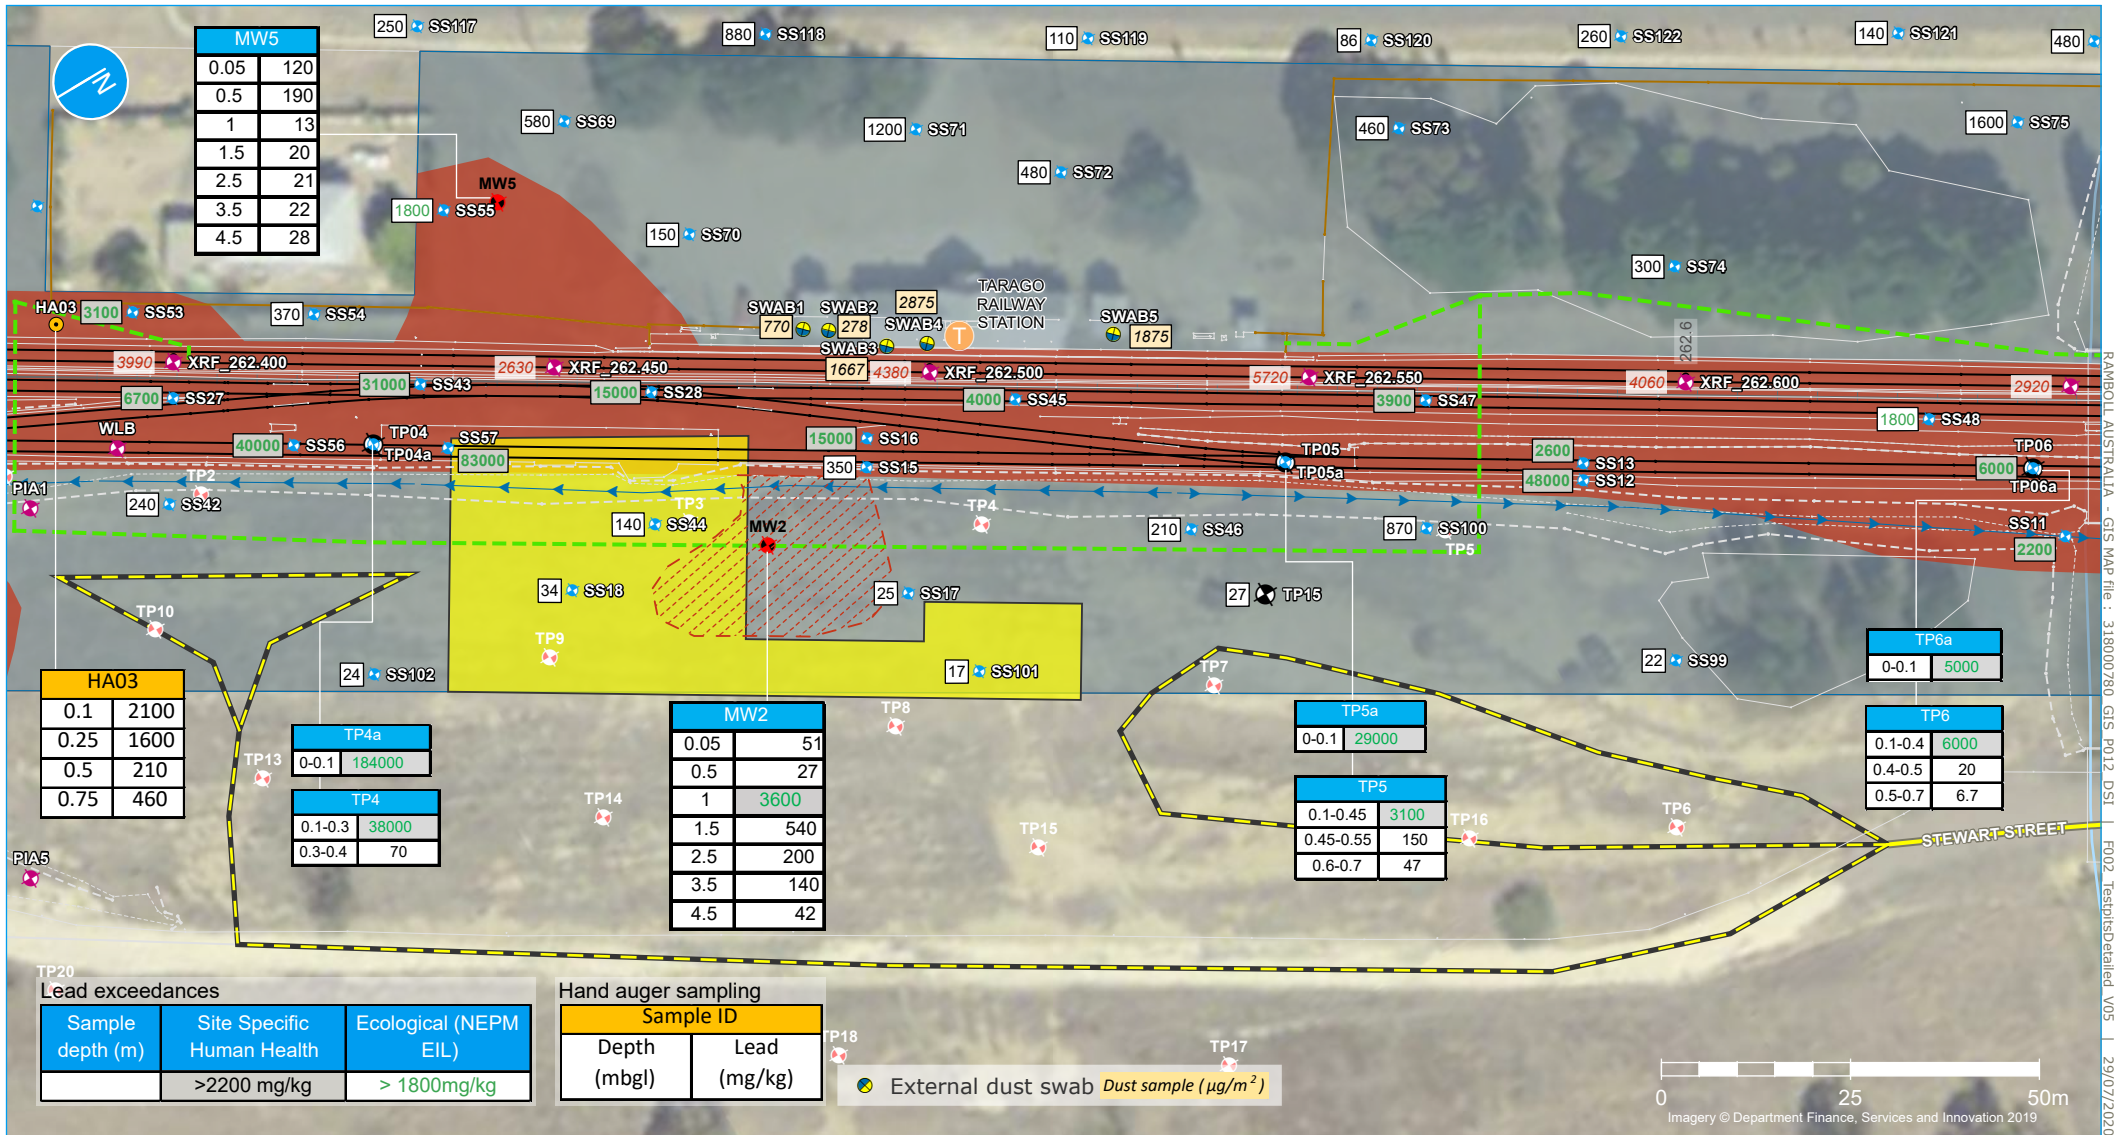 250 SS117
880 SS118
110 SS119
86 SS120
260 SS122
140 SS121
480
N
MW5
0.05 120
0.5 190
1 13
1.5 20
2.5 21
3.5 22
4.5 28
580 SS69
1200 SS71
460 SS73
1600 SS75
480 SS72
MW5
1800 SS55
150 SS70
300 SS74
TARAGO
RAILWAY
STATION
T
HA03
3100 SS53
370 SS54
SWAB1
770
SWAB2
278
2875
SWAB4
SWAB3
1667
SWAB5
1875
262.6
3990 XRF_262.400
2630 XRF_262.450
4380 XRF_262.500
5720 XRF_262.550
4060 XRF_262.600
2920
6700 SS27
31000 SS43
15000 SS28
4000 SS45
3900 SS47
1800 SS48
WLB
40000 SS56
TP04
TP04a
SS57
83000
15000 SS16
350 SS15
TP05
TP05a
2600 SS13
48000 SS12
TP06
6000
TP06a
PIA1
TP2
240 SS42
TP3
140 SS44
MW2
TP4
210 SS46
870 SS100
TP5
SS11
2200
34 SS18
25 SS17
27 TP15
TP10
TP9
24 SS102
17 SS101
TP7
22 SS99
HA03
0.1 2100
0.25 1600
0.5 210
0.75 460
TP13
TP4a
0-0.1 184000
TP4
0.1-0.3 38000
0.3-0.4 70
TP14
MW2
0.05 51
0.5 27
1 3600
1.5 540
2.5 200
3.5 140
4.5 42
TP8
TP15
TP5a
0-0.1 29000
TP5
0.1-0.45 3100
0.45-0.55 150
0.6-0.7 47
TP16
TP6
TP6a
0-0.1 5000
TP6
0.1-0.4 6000
0.4-0.5 20
0.5-0.7 6.7
STEWART STREET
PIA5
TP20
TP18
TP17
Lead exceedances
Sample depth (m) Site Specific Human Health Ecological (NEPM EIL)
>2200 mg/kg > 1800mg/kg
Hand auger sampling
Sample ID
Depth (mbgl) Lead (mg/kg)
External dust swab Dust sample (µg/m²)
0 25 50m
Imagery © Department Finance, Services and Innovation 2019
RAMBOLL AUSTRALIA - GIS MAP file : 318000780_GIS_P012_DSI | F002_TestpitsDetailed_V05 | 29/07/2020